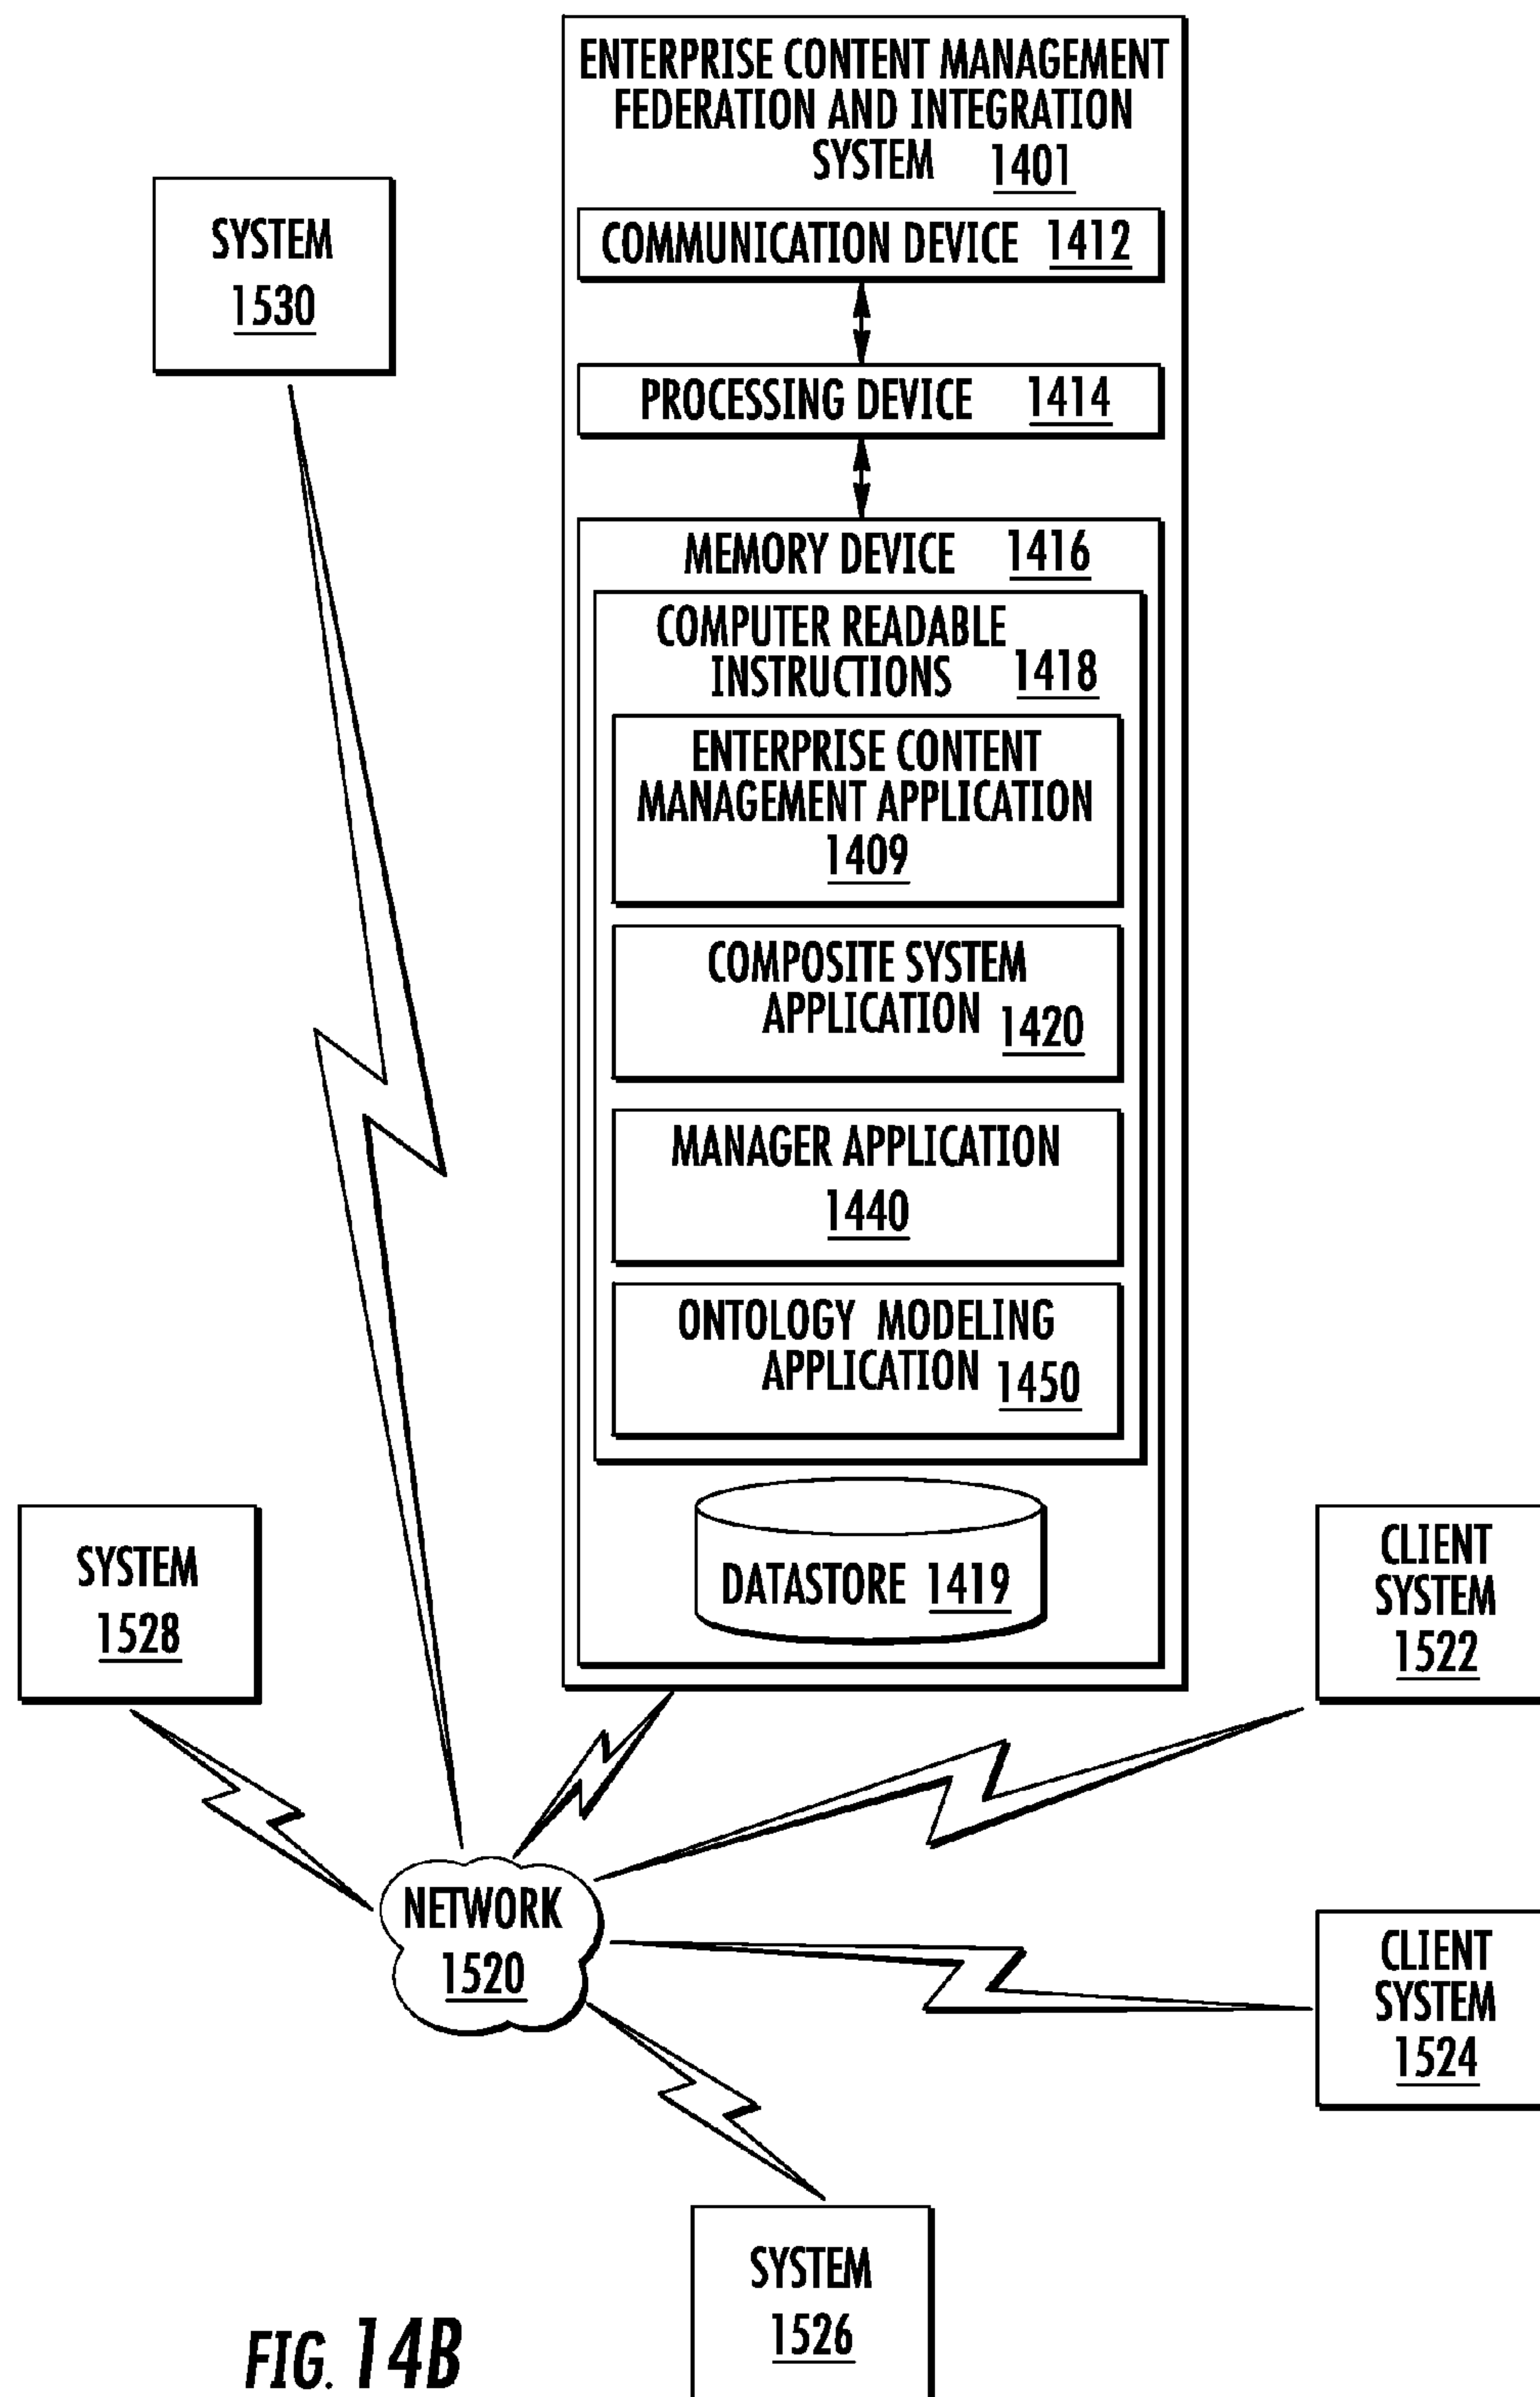 ENTERPRISE CONTENT MANAGEMENT
FEDERATION AND INTEGRATION
SYSTEM 1401
COMMUNICATION DEVICE 1412
PROCESSING DEVICE 1414
MEMORY DEVICE 1416
COMPUTER READABLE
INSTRUCTIONS 1418
ENTERPRISE CONTENT
MANAGEMENT APPLICATION
1409
COMPOSITE SYSTEM
APPLICATION 1420
MANAGER APPLICATION
1440
ONTOLOGY MODELING
APPLICATION 1450
DATASTORE 1419
SYSTEM
1530
SYSTEM
1528
CLIENT
SYSTEM
1522
NETWORK
1520
CLIENT
SYSTEM
1524
SYSTEM
1526
FIG. 14B